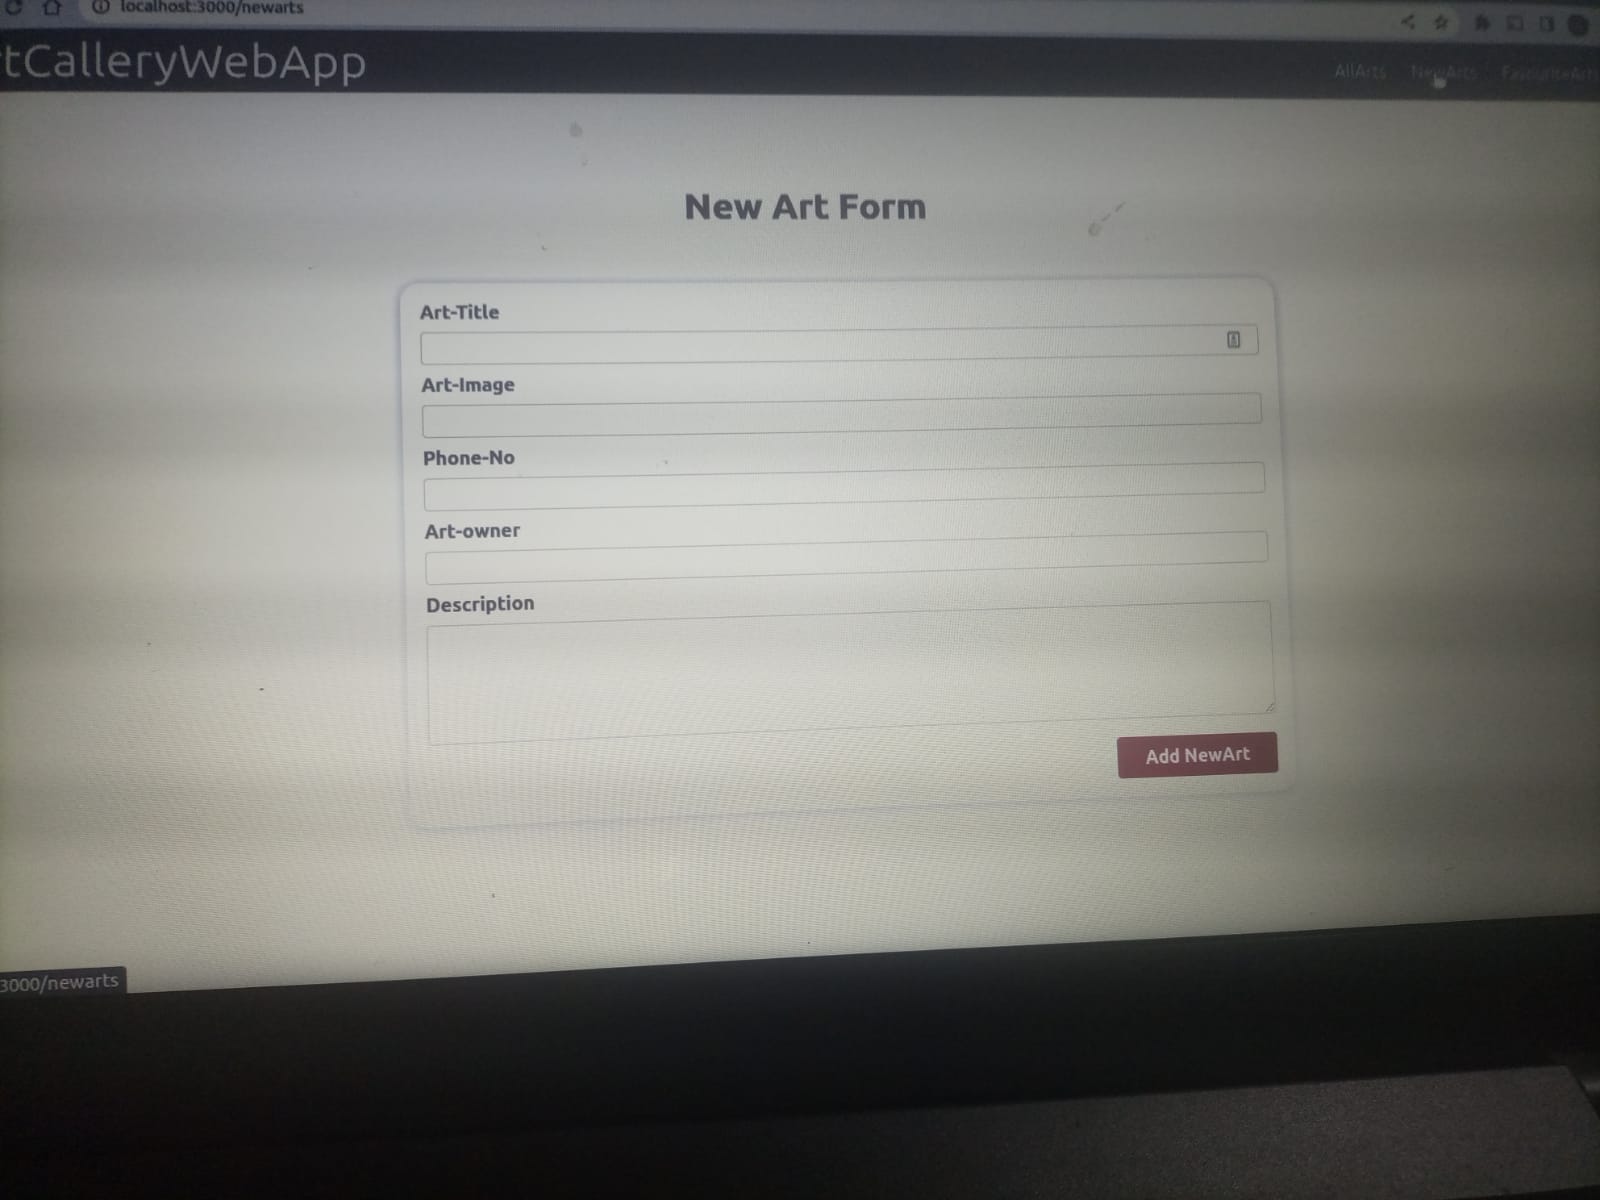 localhost:3000/newarts
tCalleryWebApp
AllArts NewArts FavouriteArts
New Art Form
Art-Title
Art-Image
Phone-No
Art-owner
Description
Add NewArt
3000/newarts